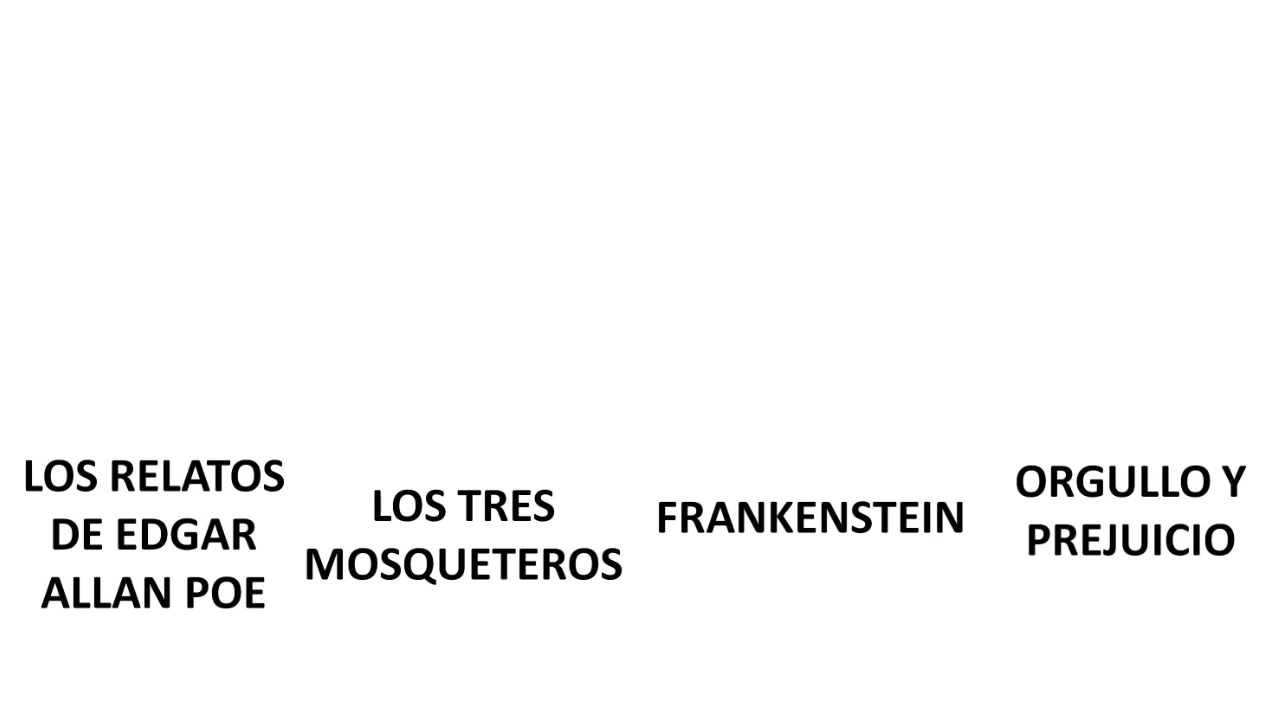 LOS RELATOS
DE EDGAR
ALLAN POE
LOS TRES
MOSQUETEROS
FRANKENSTEIN
ORGULLO Y
PREJUICIO